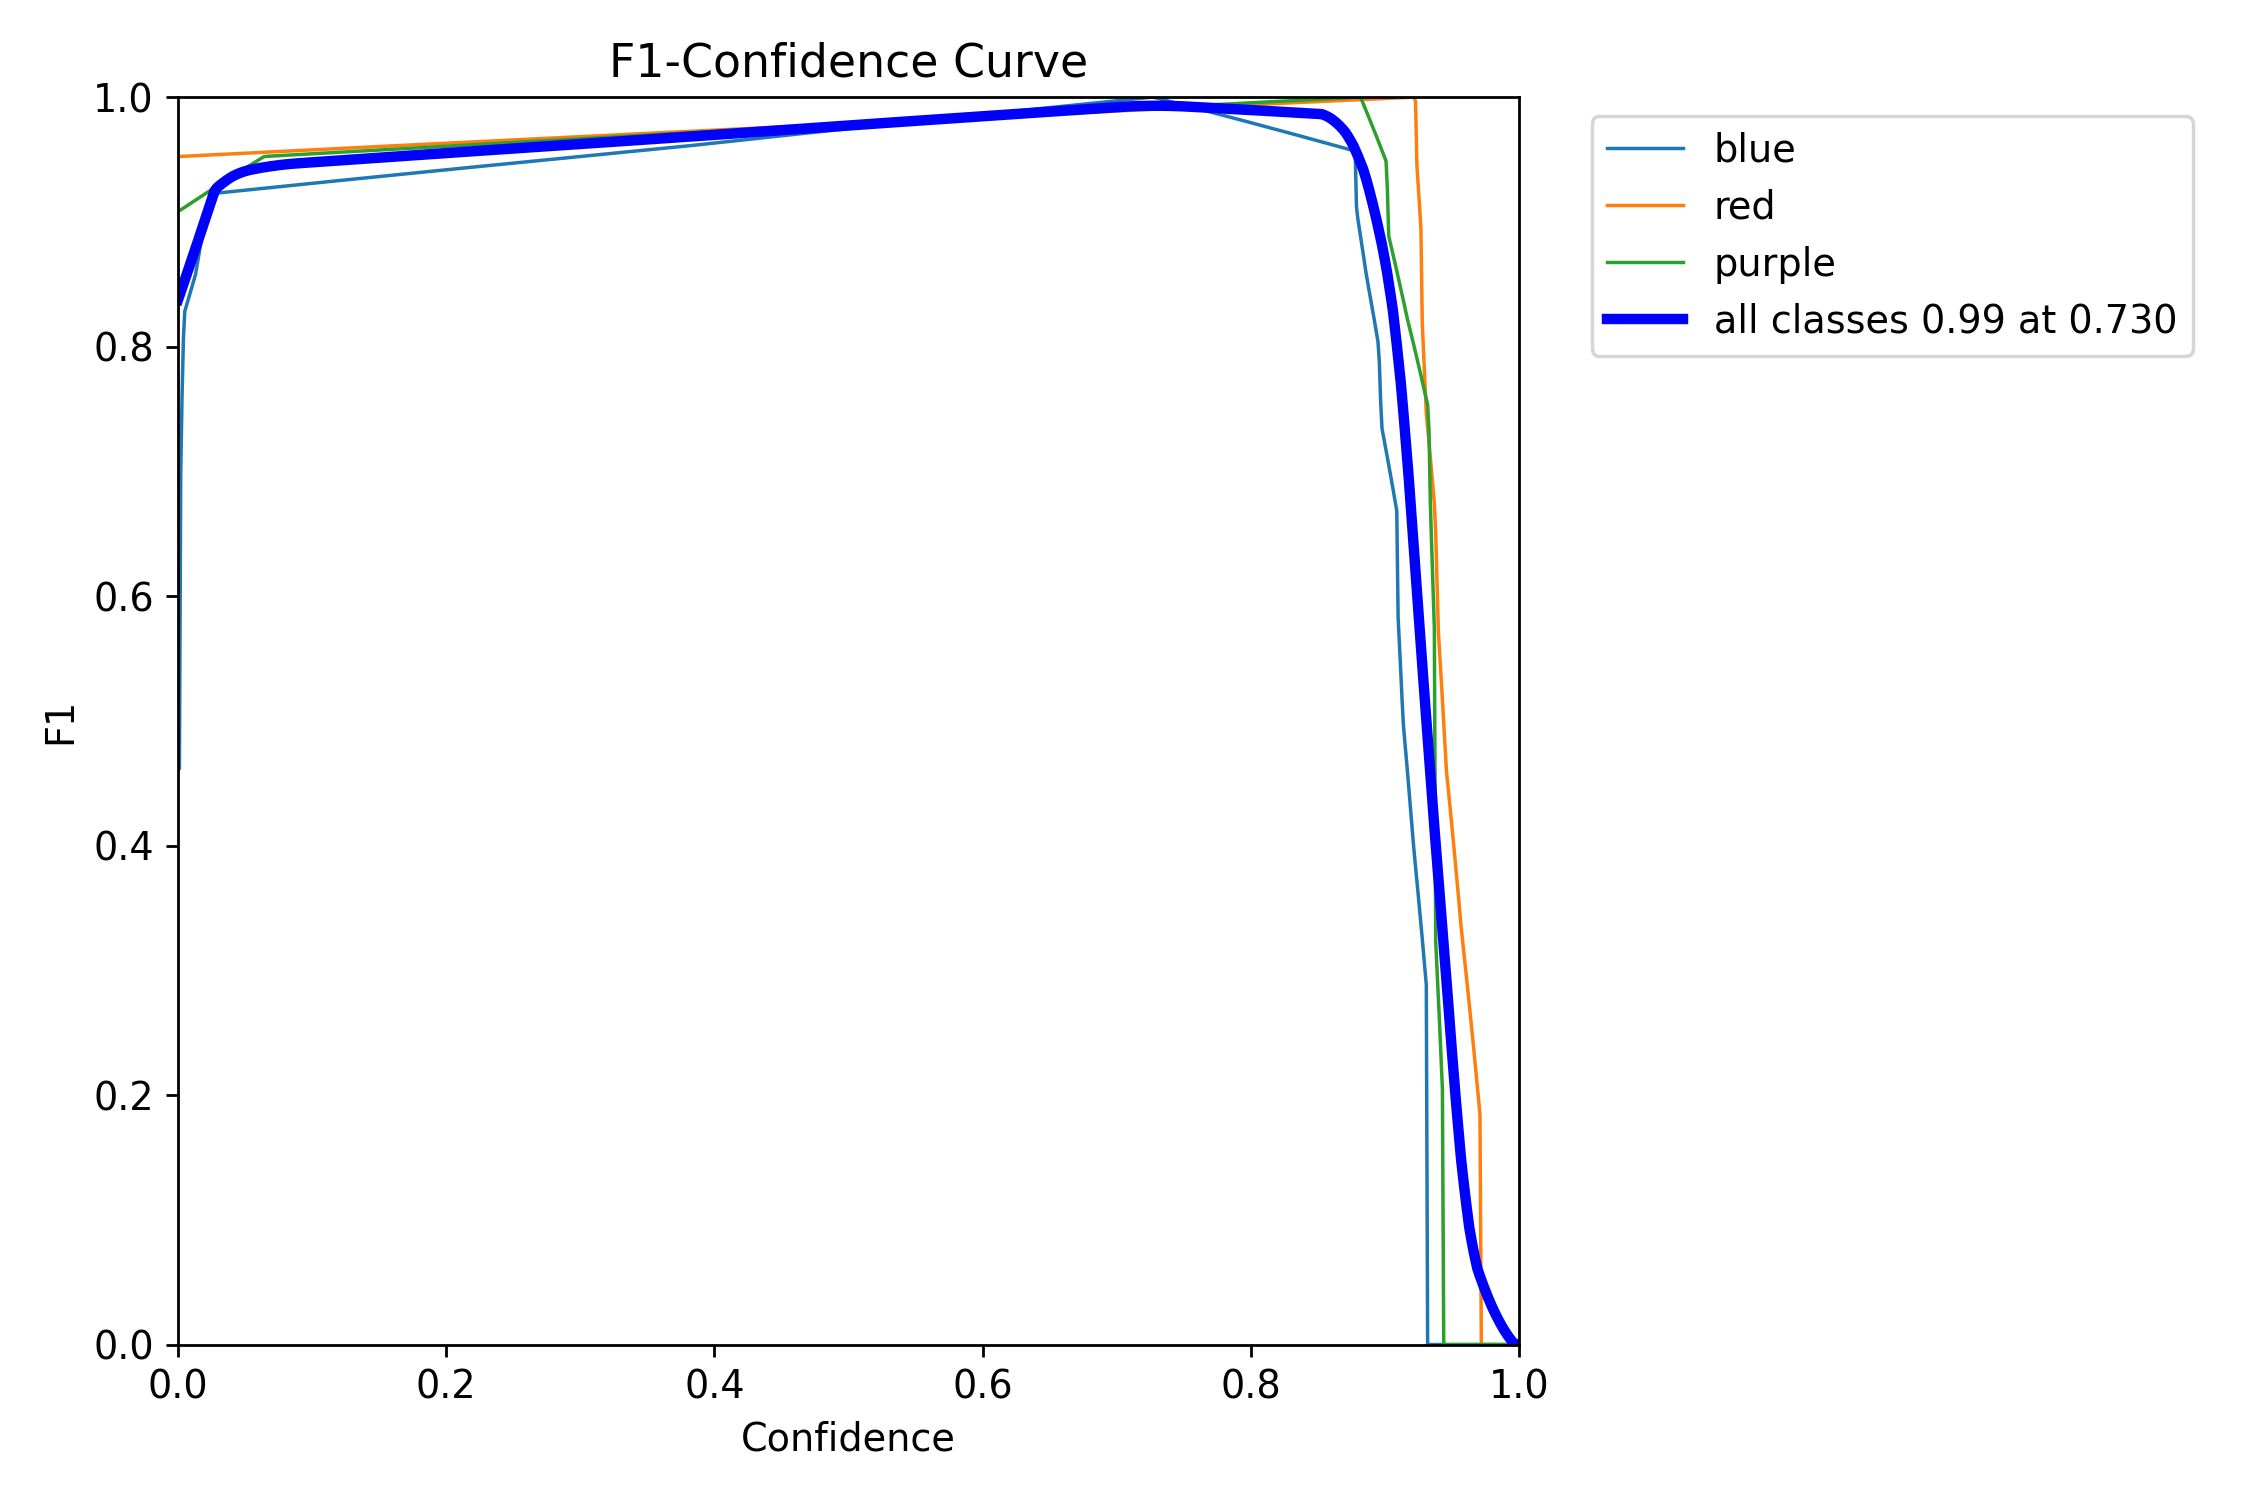 F1-Confidence Curve
1.0
0.8
0.6
0.4
0.2
0.0
F1
0.0 0.2 0.4 0.6 0.8 1.0
Confidence
blue
red
purple
all classes 0.99 at 0.730